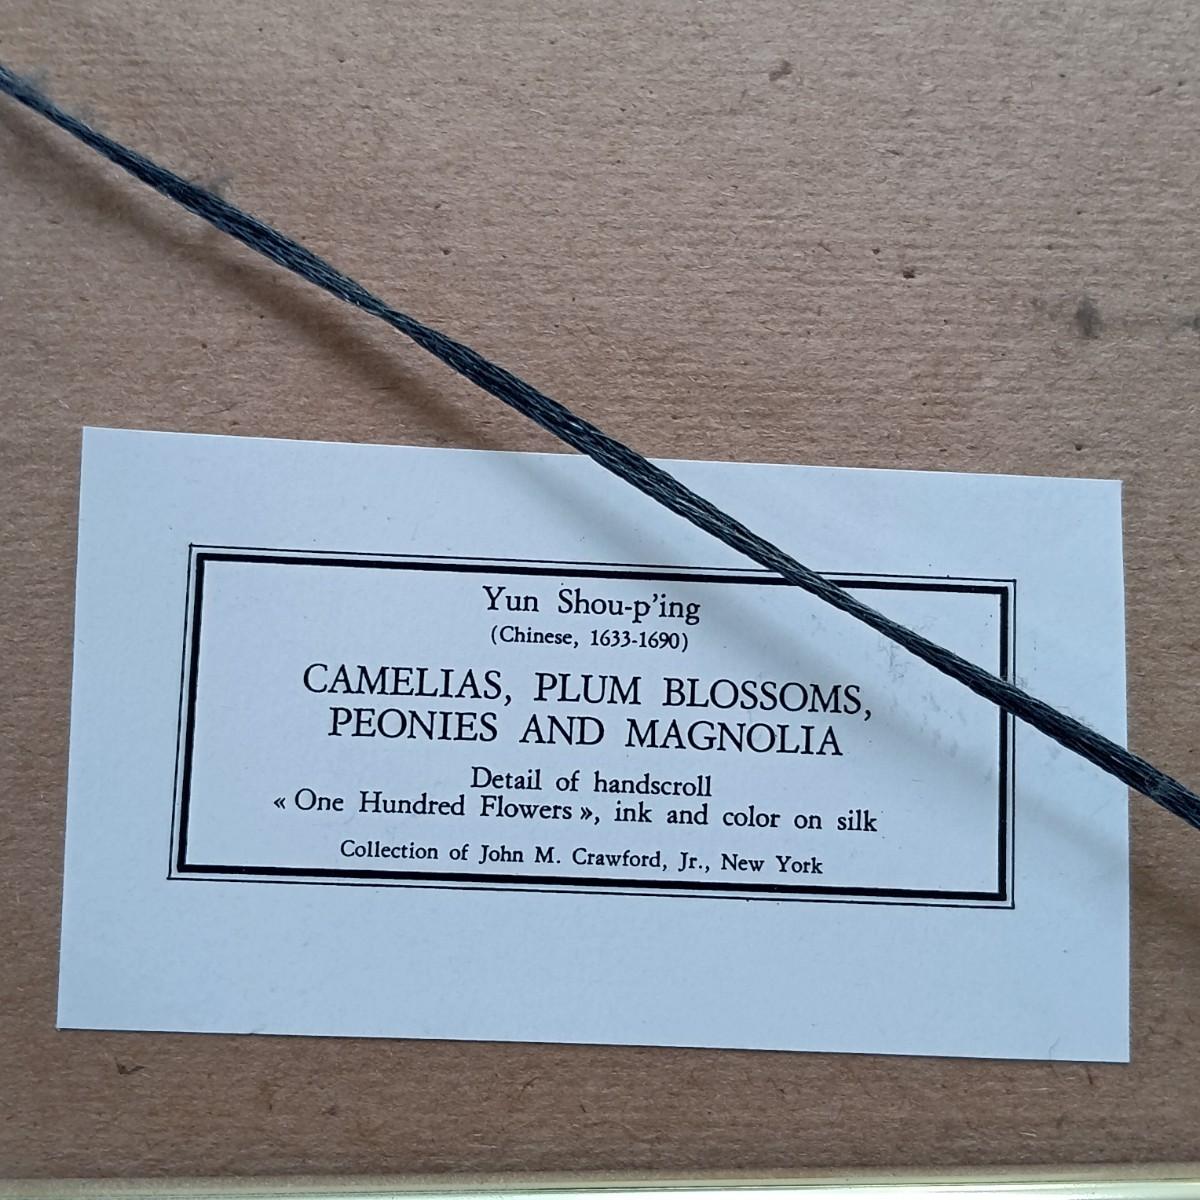 Yun Shou-p'ing
(Chinese, 1633-1690)
CAMELIAS, PLUM BLOSSOMS,
PEONIES AND MAGNOLIA
Detail of handscroll
« One Hundred Flowers », ink and color on silk
Collection of John M. Crawford, Jr., New York